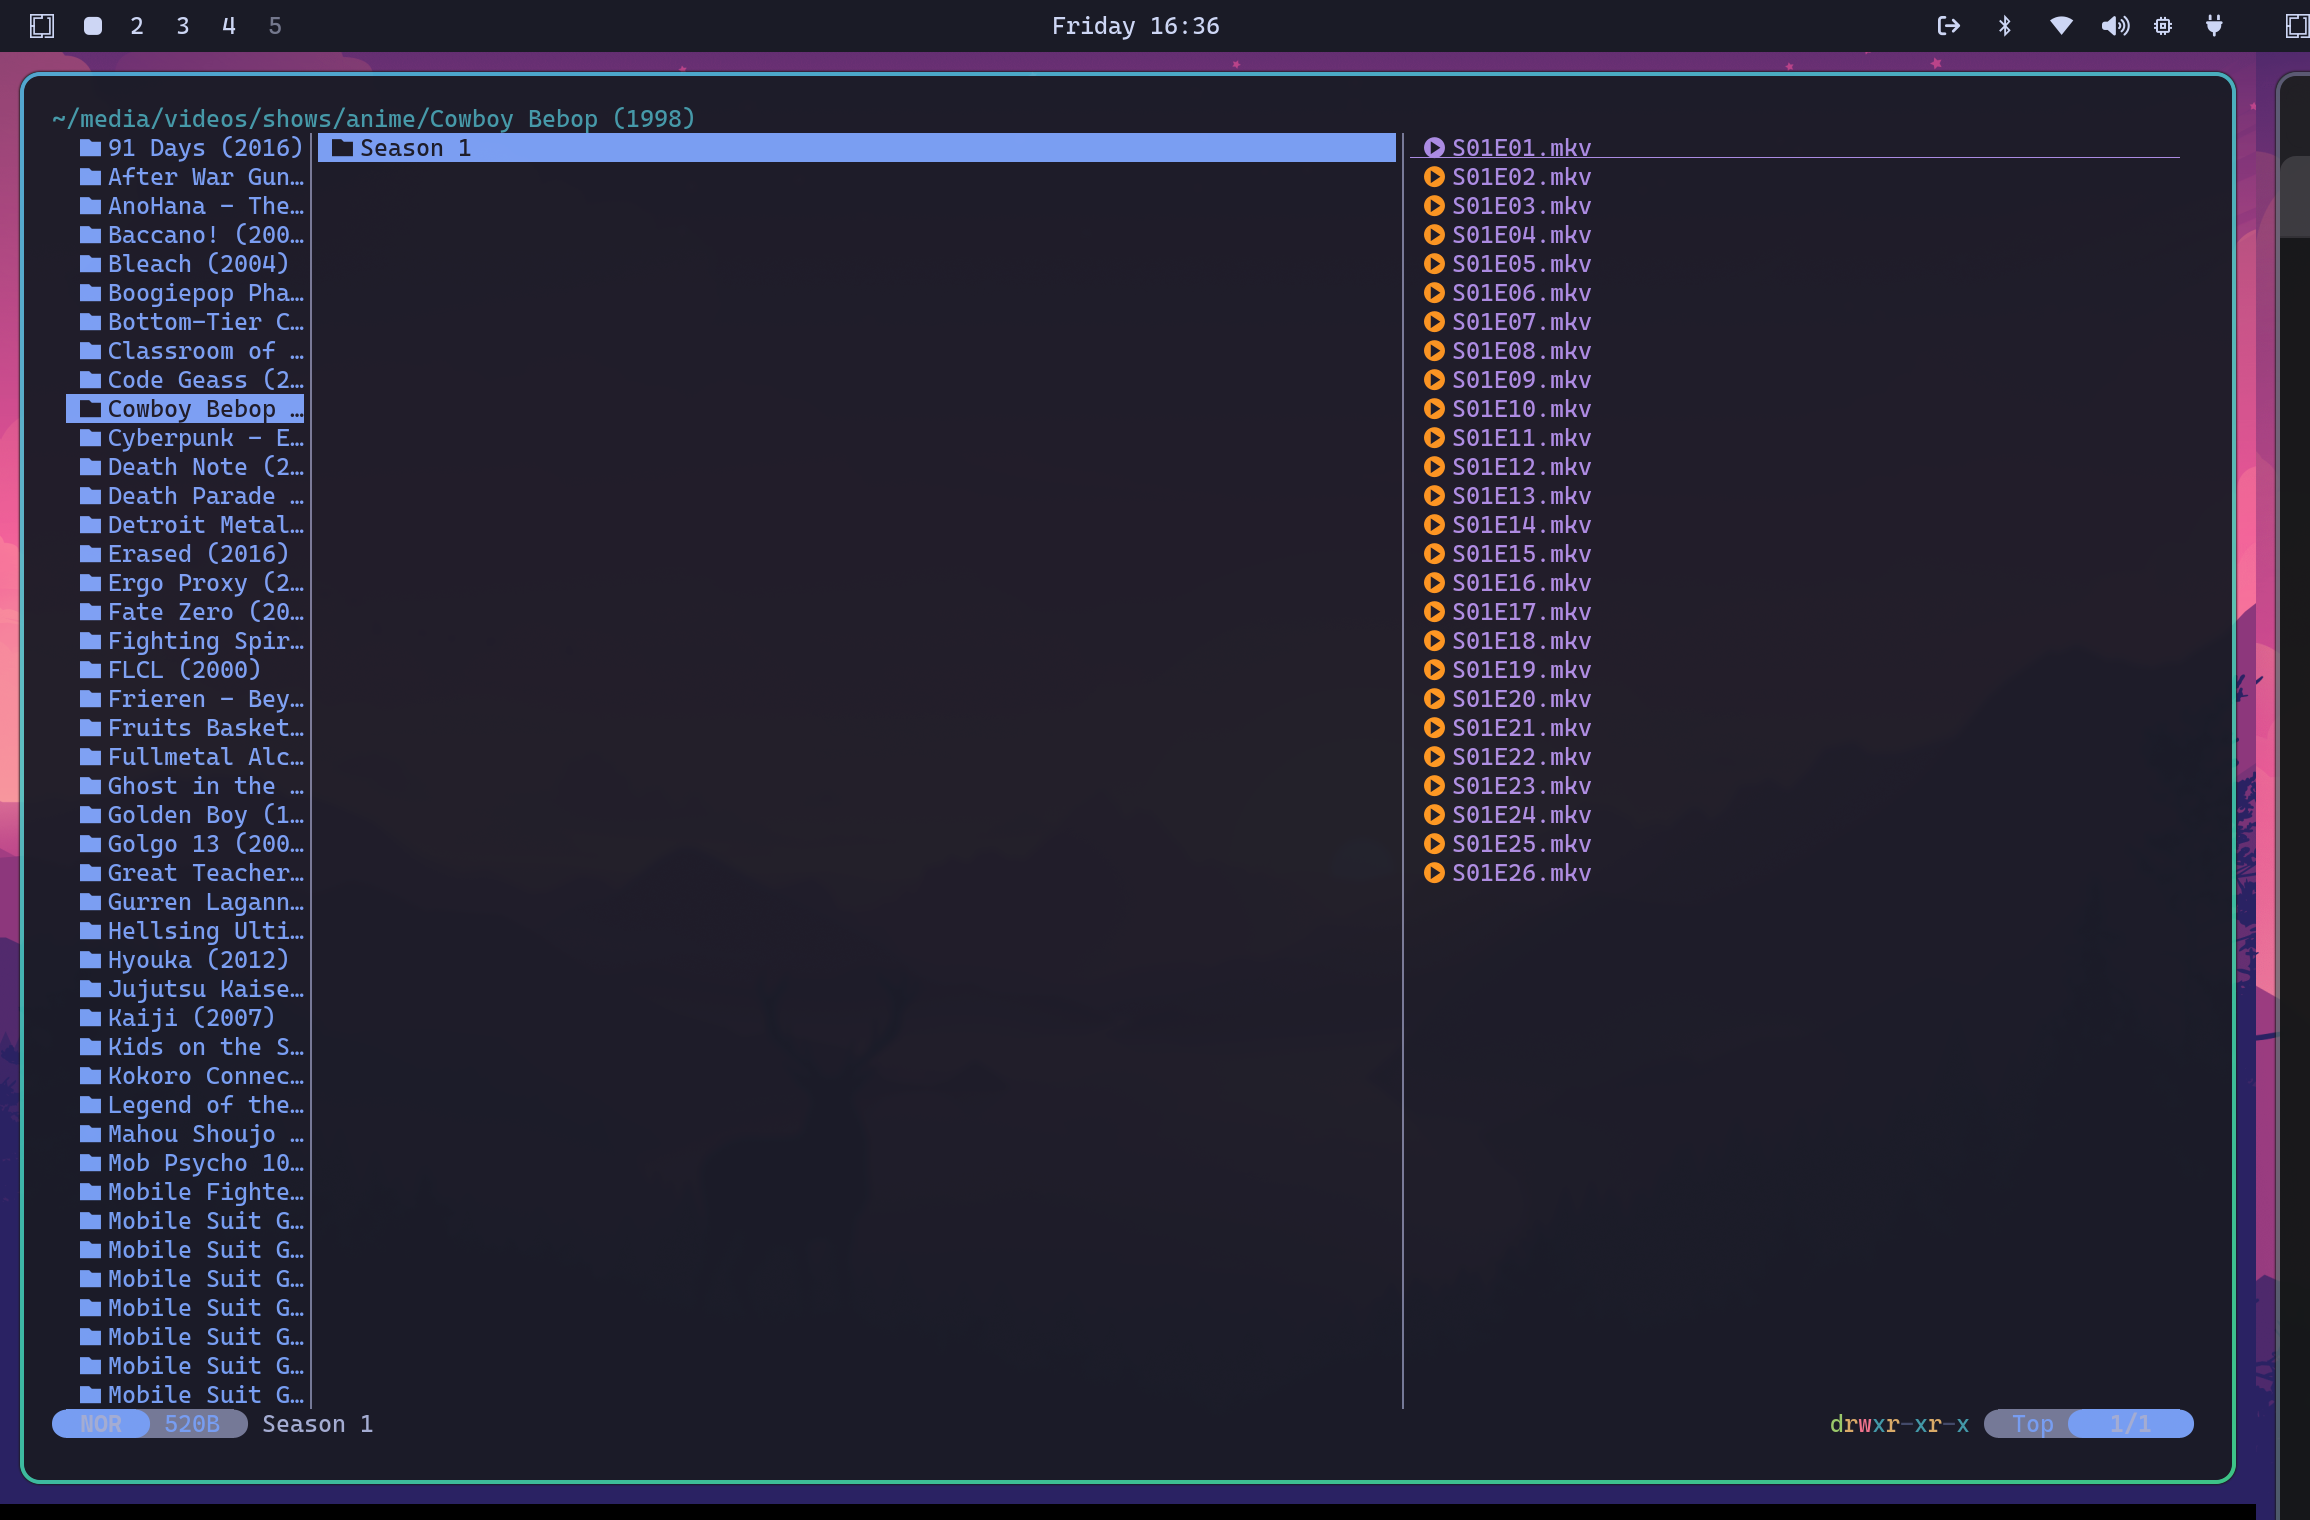 2 3 4 5
Friday 16:36
~/media/videos/shows/anime/Cowboy Bebop (1998)
91 Days (2016)
After War Gun…
AnoHana - The…
Baccano! (200…
Bleach (2004)
Boogiepop Pha…
Bottom-Tier C…
Classroom of …
Code Geass (2…
Cowboy Bebop …
Cyberpunk - E…
Death Note (2…
Death Parade …
Detroit Metal…
Erased (2016)
Ergo Proxy (2…
Fate Zero (20…
Fighting Spir…
FLCL (2000)
Frieren - Bey…
Fruits Basket…
Fullmetal Alc…
Ghost in the …
Golden Boy (1…
Golgo 13 (200…
Great Teacher…
Gurren Lagann…
Hellsing Ulti…
Hyouka (2012)
Jujutsu Kaise…
Kaiji (2007)
Kids on the S…
Kokoro Connec…
Legend of the…
Mahou Shoujo …
Mob Psycho 10…
Mobile Fighte…
Mobile Suit G…
Mobile Suit G…
Mobile Suit G…
Mobile Suit G…
Mobile Suit G…
Mobile Suit G…
Mobile Suit G…
Season 1
S01E01.mkv
S01E02.mkv
S01E03.mkv
S01E04.mkv
S01E05.mkv
S01E06.mkv
S01E07.mkv
S01E08.mkv
S01E09.mkv
S01E10.mkv
S01E11.mkv
S01E12.mkv
S01E13.mkv
S01E14.mkv
S01E15.mkv
S01E16.mkv
S01E17.mkv
S01E18.mkv
S01E19.mkv
S01E20.mkv
S01E21.mkv
S01E22.mkv
S01E23.mkv
S01E24.mkv
S01E25.mkv
S01E26.mkv
NOR 520B Season 1
drwxr-xr-x Top 1/1